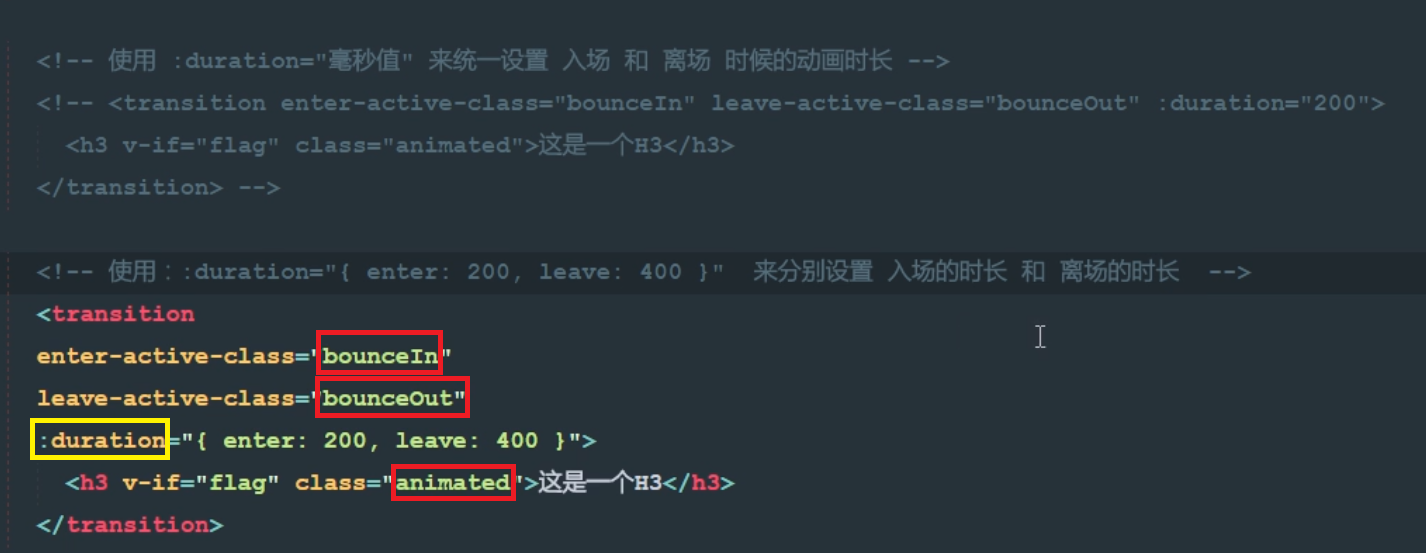 <!-- 使用 :duration="毫秒值" 来统一设置 入场 和 离场 时候的动画时长 -->
<!-- <transition enter-active-class="bounceIn" leave-active-class="bounceOut" :duration="200">
<h3 v-if="flag" class="animated">这是一个H3</h3>
</transition> -->
<!-- 使用：:duration="{ enter: 200, leave: 400 }"  来分别设置 入场的时长 和 离场的时长  -->
<transition
enter-active-class="bounceIn"
leave-active-class="bounceOut"
:duration="{ enter: 200, leave: 400 }">
<h3 v-if="flag" class="animated">这是一个H3</h3>
</transition>